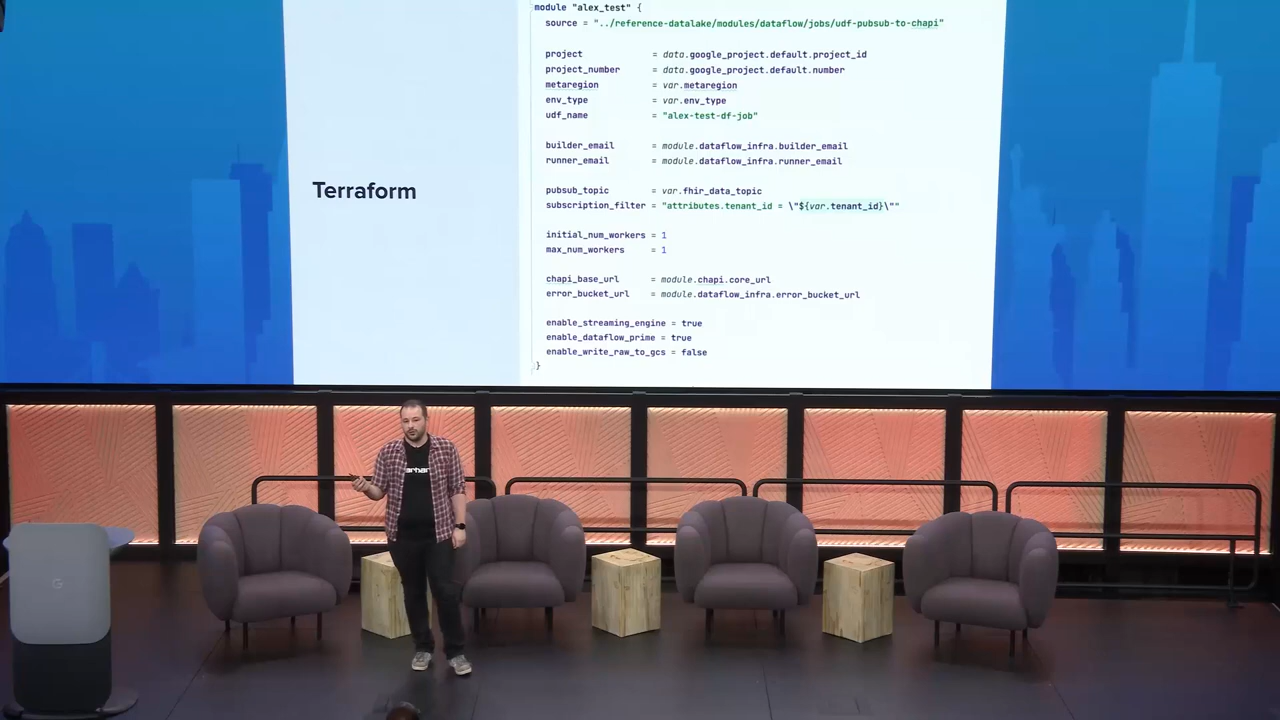 Terraform
module "alex_test" {
source = "../reference-datalake/modules/dataflow/jobs/udf-pubsub-to-chapi"
project = data.google_project.default.project_id
project_number = data.google_project.default.number
metaregion = var.metaregion
env_type = var.env_type
udf_name = "alex-test-df-job"
builder_email = module.dataflow_infra.builder_email
runner_email = module.dataflow_infra.runner_email
pubsub_topic = var.fhir_data_topic
subscription_filter = "attributes.tenant_id = \"${var.tenant_id}\""
initial_num_workers = 1
max_num_workers = 1
chapi_base_url = module.chapi.core_url
error_bucket_url = module.dataflow_infra.error_bucket_url
enable_streaming_engine = true
enable_dataflow_prime = true
enable_write_raw_to_gcs = false
}
G